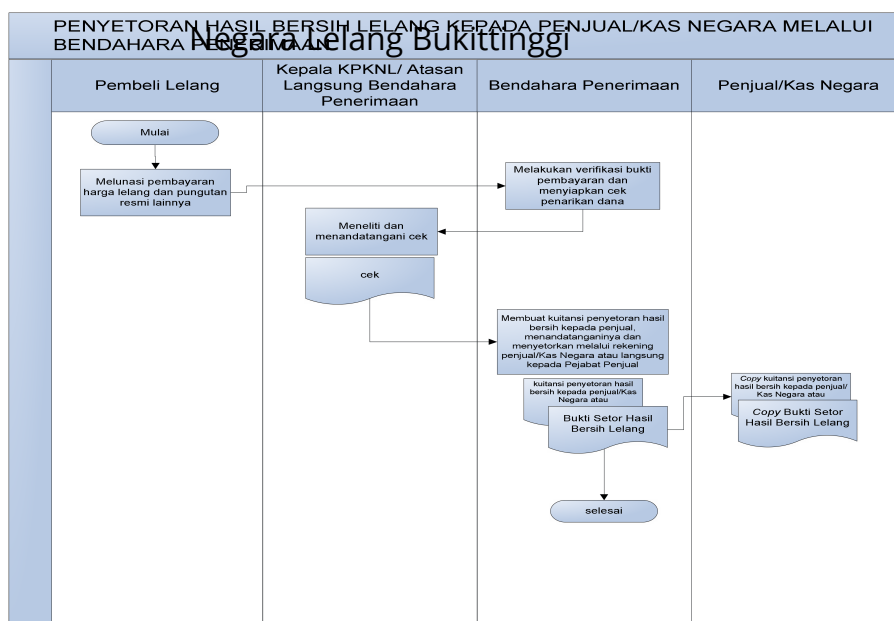 PENYETORAN HASIL BERSIH LELANG KEPADA PENJUAL/KAS NEGARA MELALUI
BENDAHARA PENERIMAAN
Negara Lelang Bukittinggi
Pembeli Lelang
Kepala KPKNL/ Atasan
Langsung Bendahara
Penerimaan
Bendahara Penerimaan
Penjual/Kas Negara
Mulai
Melunasi pembayaran
harga lelang dan pungutan
resmi lainnya
Melakukan verifikasi bukti
pembayaran dan
menyiapkan cek
penarikan dana
Meneliti dan
menandatangani cek
cek
Membuat kuitansi penyetoran hasil
bersih kepada penjual,
menandatanganinya dan
menyetorkan melalui rekening
penjual/Kas Negara atau langsung
kepada Pejabat Penjual
kuitansi penyetoran hasil
bersih kepada penjual/Kas
Negara atau
Bukti Setor Hasil
Bersih Lelang
Copy kuitansi penyetoran
hasil bersih kepada penjual/
Kas Negara atau
Copy Bukti Setor
Hasil Bersih Lelang
selesai